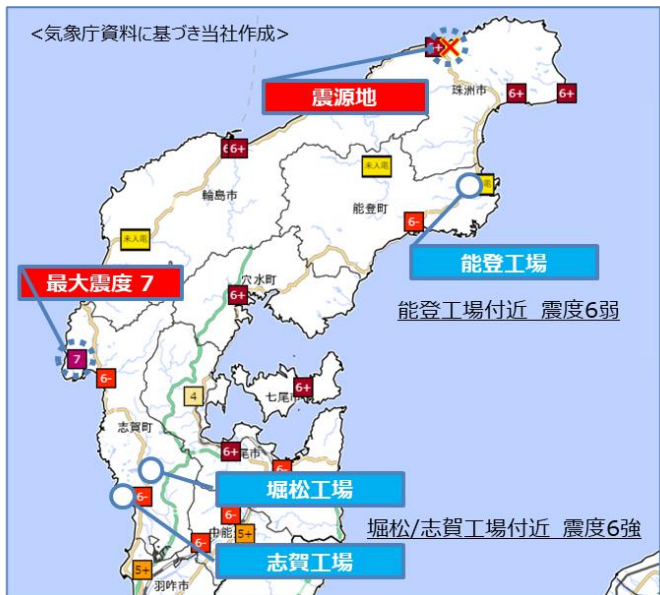 <気象庁資料に基づき当社作成>
6+
震源地
珠洲市
6+
6+
6+
未入電
輪島市
能登町
6-
未入電
能登工場
最大震度 7
穴水町
6+
能登工場付近 震度6弱
7
6-
4
七尾市
6+
志賀町
6+
尾市
6-
堀松工場
6-
6-
中能
5+
堀松/志賀工場付近 震度6強
6-
志賀工場
5+
羽咋市